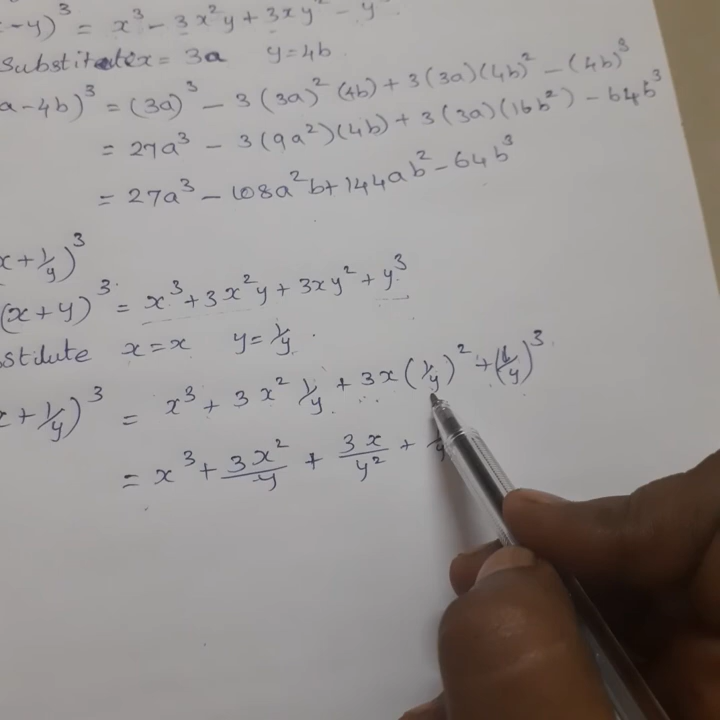 -y)³ = x³ - 3x²y + 3xy² - y
Substitute x = 3a y = 4b
a - 4b)³ = (3a)³ - 3(3a)²(4b) + 3(3a)(4b)² - (4b)³
= 27a³ - 3(9a²)(4b) + 3(3a)(16b²) - 64b³
= 27a³ - 108a²b + 144ab² - 64b³
x + 1/y)³
(x + y)³ = x³ + 3x²y + 3xy² + y³
stitute x = x y = 1/y.
x + 1/y)³ = x³ + 3x² 1/y + 3x(1/y)² + (1/y)³
= x³ + 3x²/y + 3x/y² +